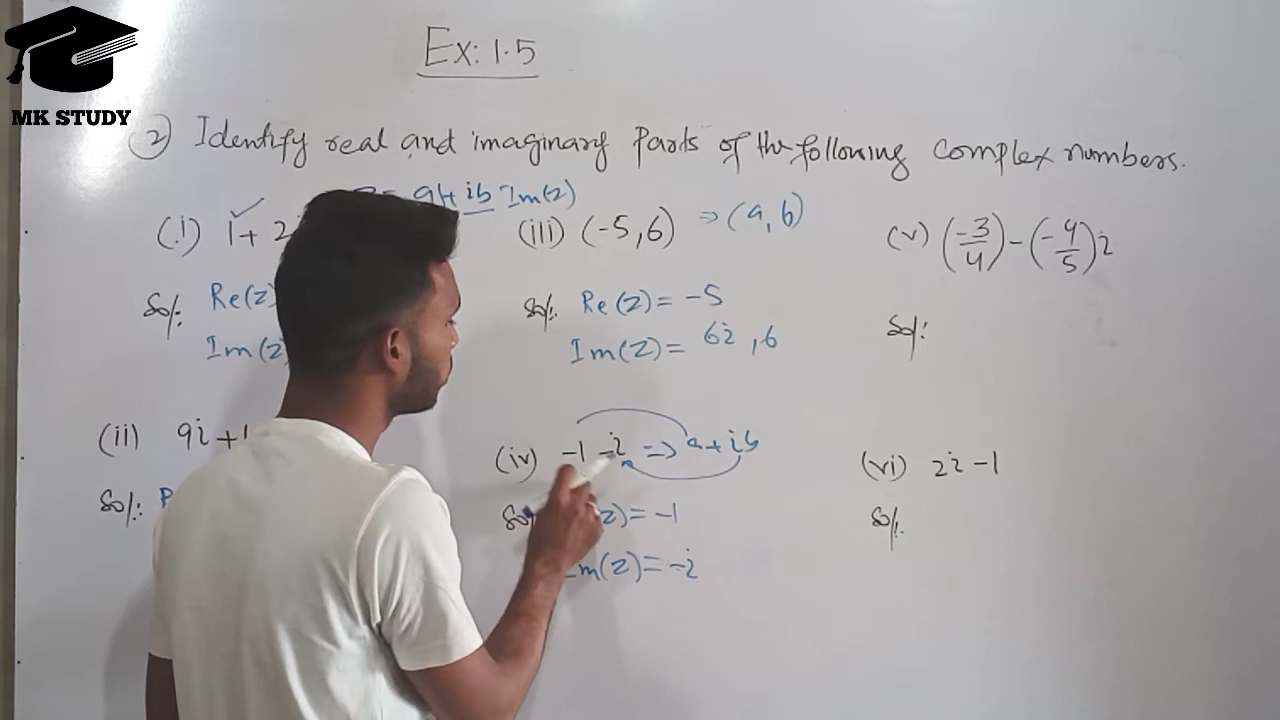 MK STUDY
Ex: 1.5
(2) Identify real and imaginary Parts of the following complex numbers.
a+ib Im(z)
(i) 1+2
Sol: Re(z)
Im(z)
(ii) 9i+1
Sol:
(iii) (-5,6) ⇒ (a, b)
Sol: Re(z) = -5
Im(z) = 6i, 6
(iv) -1-i ⇒ a+ib
z) = -1
Im(z) = -i
(v) (-3/4) - (-4/5)i
Sol:
(vi) 2i-1
Sol: